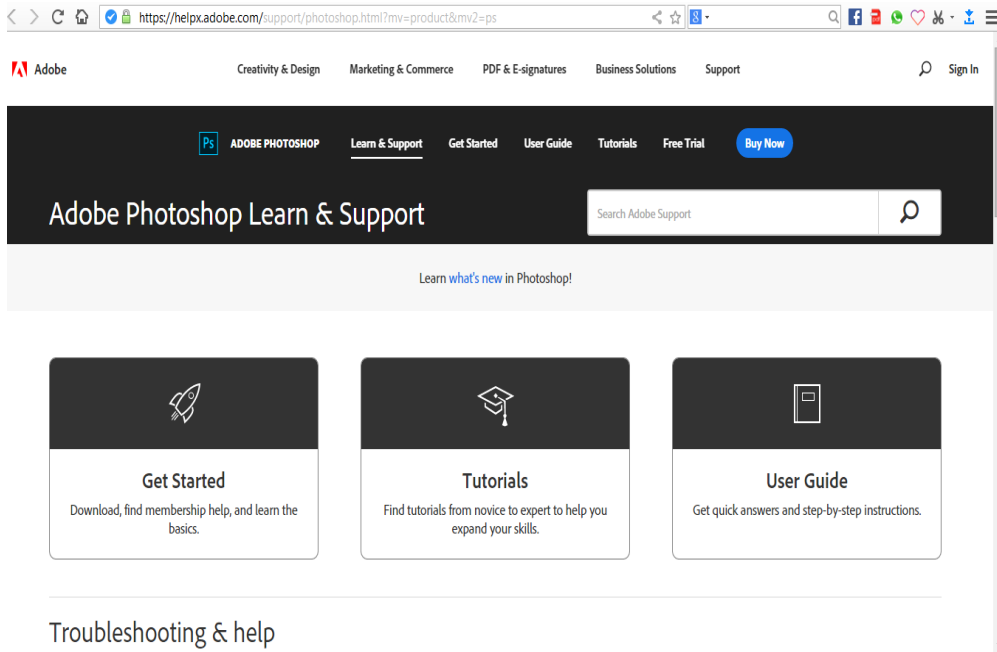 https://helpx.adobe.com/support/photoshop.html?mv=product&mv2=ps
Adobe Creativity & Design Marketing & Commerce PDF & E-signatures Business Solutions Support Sign In
Ps ADOBE PHOTOSHOP Learn & Support Get Started User Guide Tutorials Free Trial Buy Now
Adobe Photoshop Learn & Support Search Adobe Support
Learn what's new in Photoshop!
Get Started
Download, find membership help, and learn the
basics.
Tutorials
Find tutorials from novice to expert to help you
expand your skills.
User Guide
Get quick answers and step-by-step instructions.
Troubleshooting & help